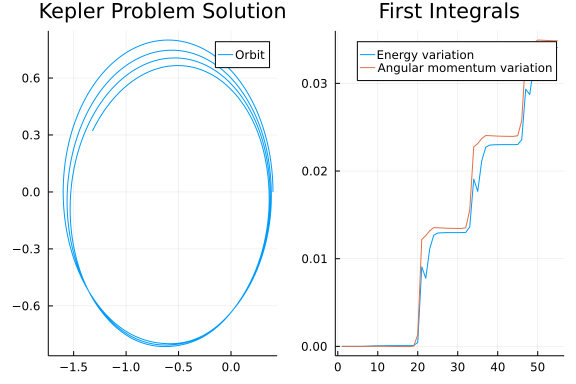 Kepler Problem Solution
First Integrals
Orbit
Energy variation
Angular momentum variation
0.6
0.3
0.0
−0.3
−0.6
−1.5 −1.0 −0.5 0.0
0.03
0.02
0.01
0.00
0 10 20 30 40 50